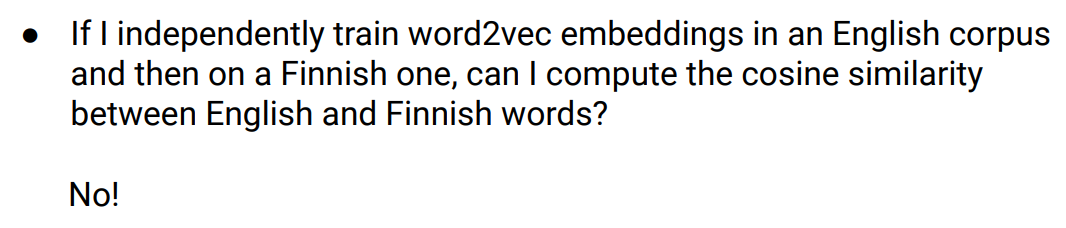 ● If I independently train word2vec embeddings in an English corpus
and then on a Finnish one, can I compute the cosine similarity
between English and Finnish words?
No!